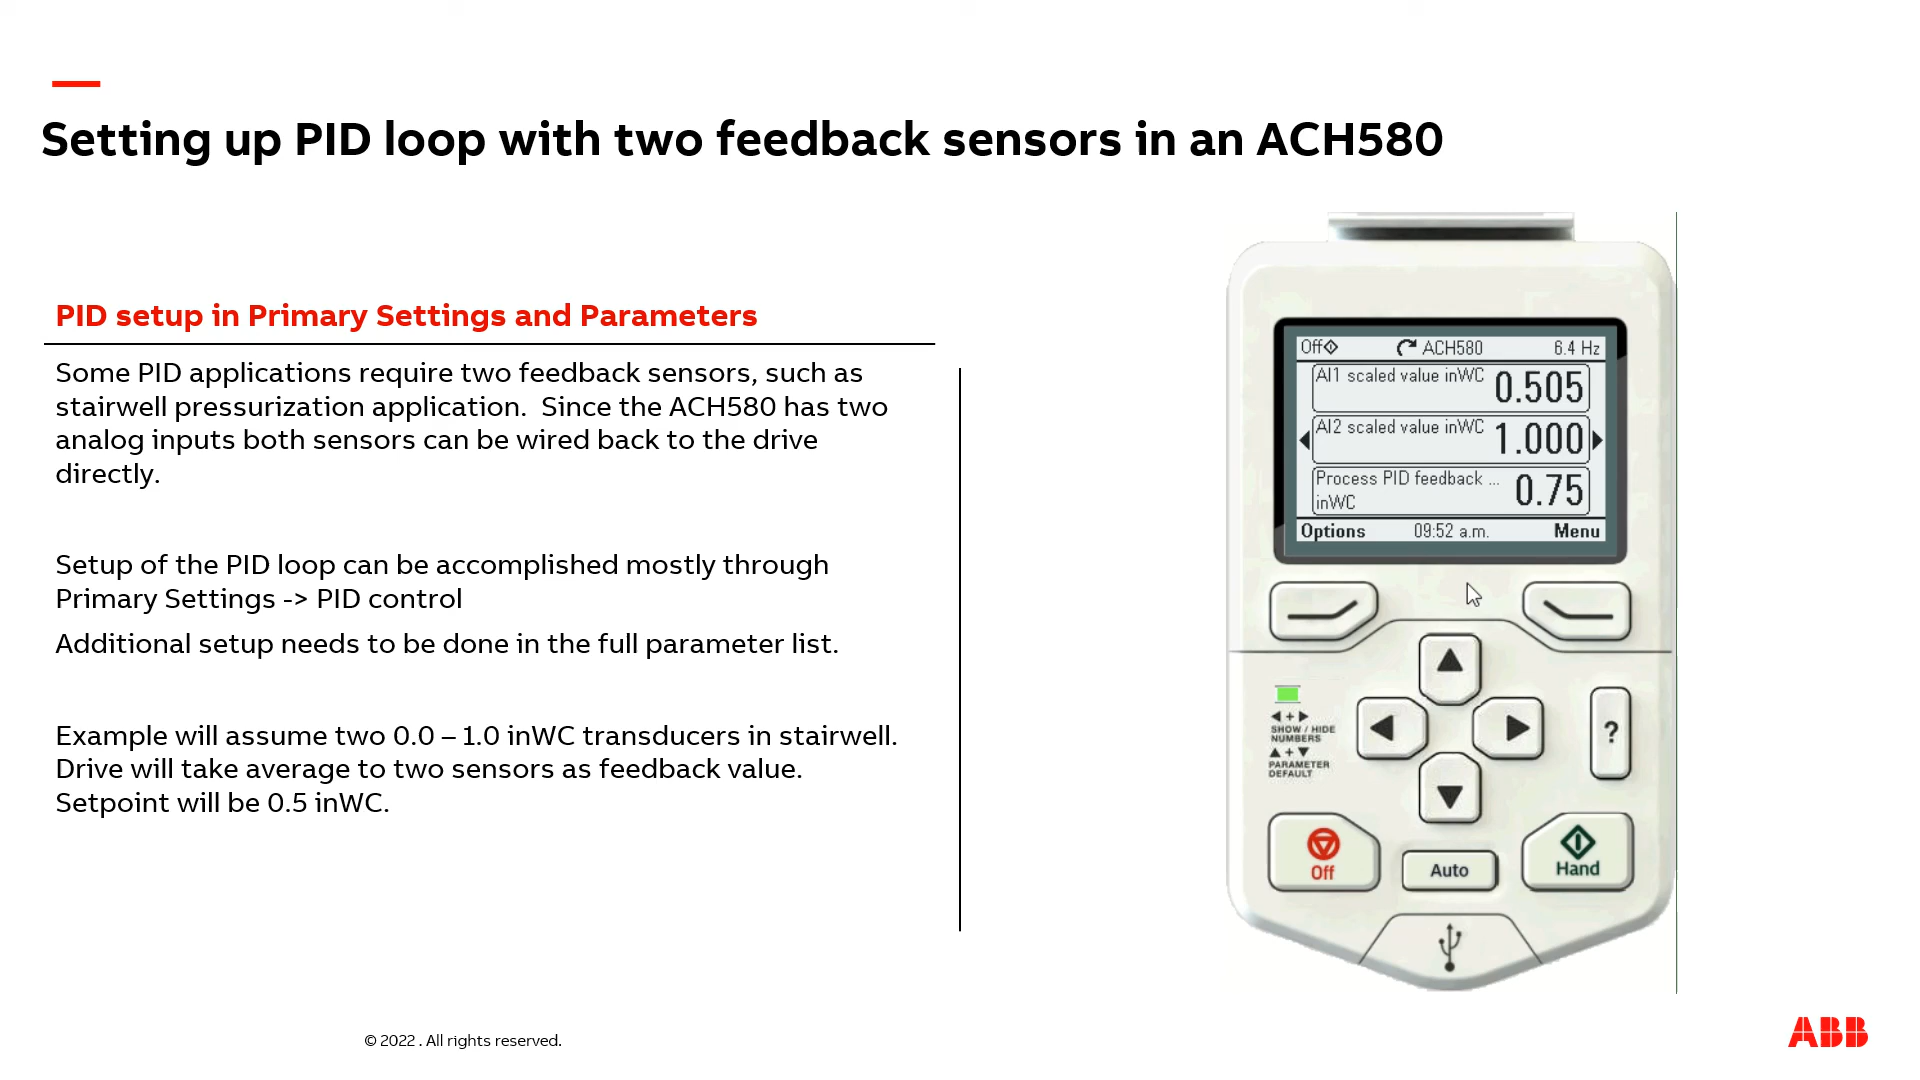 Setting up PID loop with two feedback sensors in an ACH580
PID setup in Primary Settings and Parameters
Some PID applications require two feedback sensors, such as
stairwell pressurization application.  Since the ACH580 has two
analog inputs both sensors can be wired back to the drive
directly.
Setup of the PID loop can be accomplished mostly through
Primary Settings -> PID control
Additional setup needs to be done in the full parameter list.
Example will assume two 0.0 – 1.0 inWC transducers in stairwell.
Drive will take average to two sensors as feedback value.
Setpoint will be 0.5 inWC.
Off ACH580 6.4 Hz
AI1 scaled value inWC 0.505
AI2 scaled value inWC 1.000
Process PID feedback ... 0.75
inWC
Options 09:52 a.m. Menu
◀ + ▶
SHOW / HIDE
NUMBERS
▲ + ▼
PARAMETER
DEFAULT
?
Off
Auto
Hand
© 2022 . All rights reserved.
ABB